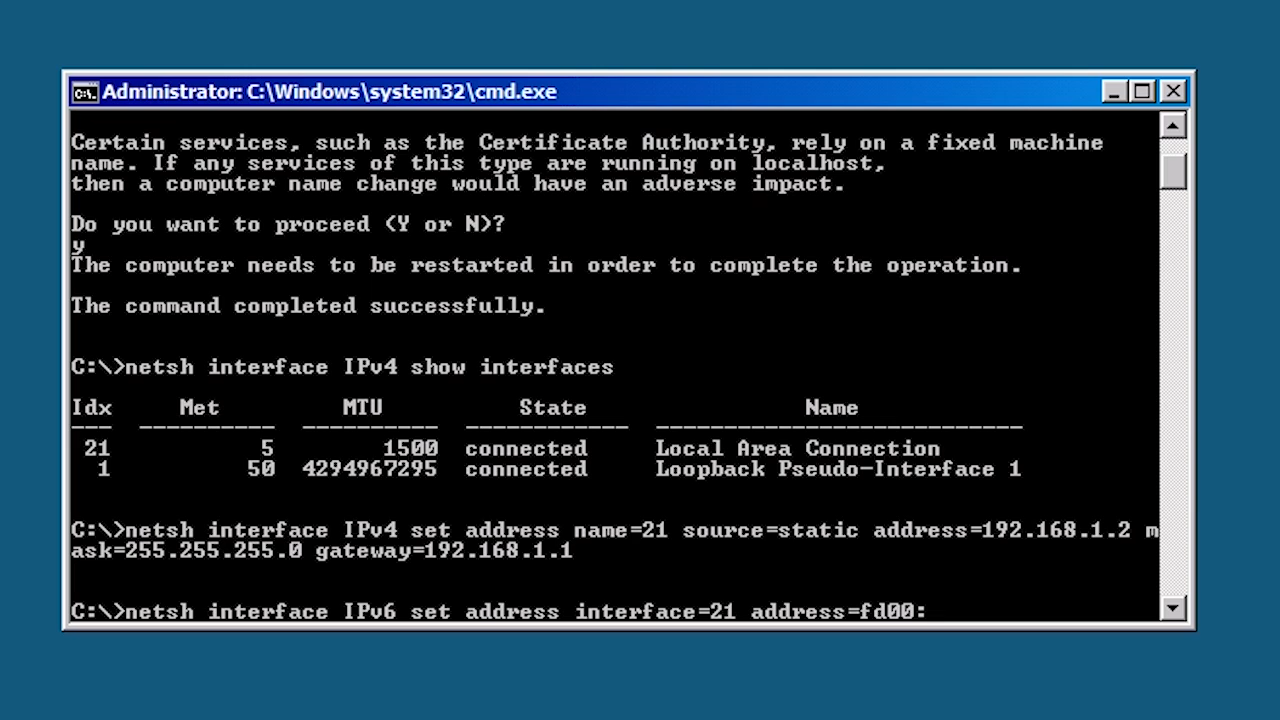 Administrator: C:\Windows\system32\cmd.exe
Certain services, such as the Certificate Authority, rely on a fixed machine
name. If any services of this type are running on localhost,
then a computer name change would have an adverse impact.
Do you want to proceed (Y or N)?
y
The computer needs to be restarted in order to complete the operation.
The command completed successfully.
C:\>netsh interface IPv4 show interfaces
Idx     Met         MTU          State                Name
---  ----------  ----------  ------------  ---------------------------
 21           5        1500  connected     Local Area Connection
  1          50  4294967295  connected     Loopback Pseudo-Interface 1
C:\>netsh interface IPv4 set address name=21 source=static address=192.168.1.2 m
ask=255.255.255.0 gateway=192.168.1.1
C:\>netsh interface IPv6 set address interface=21 address=fd00: